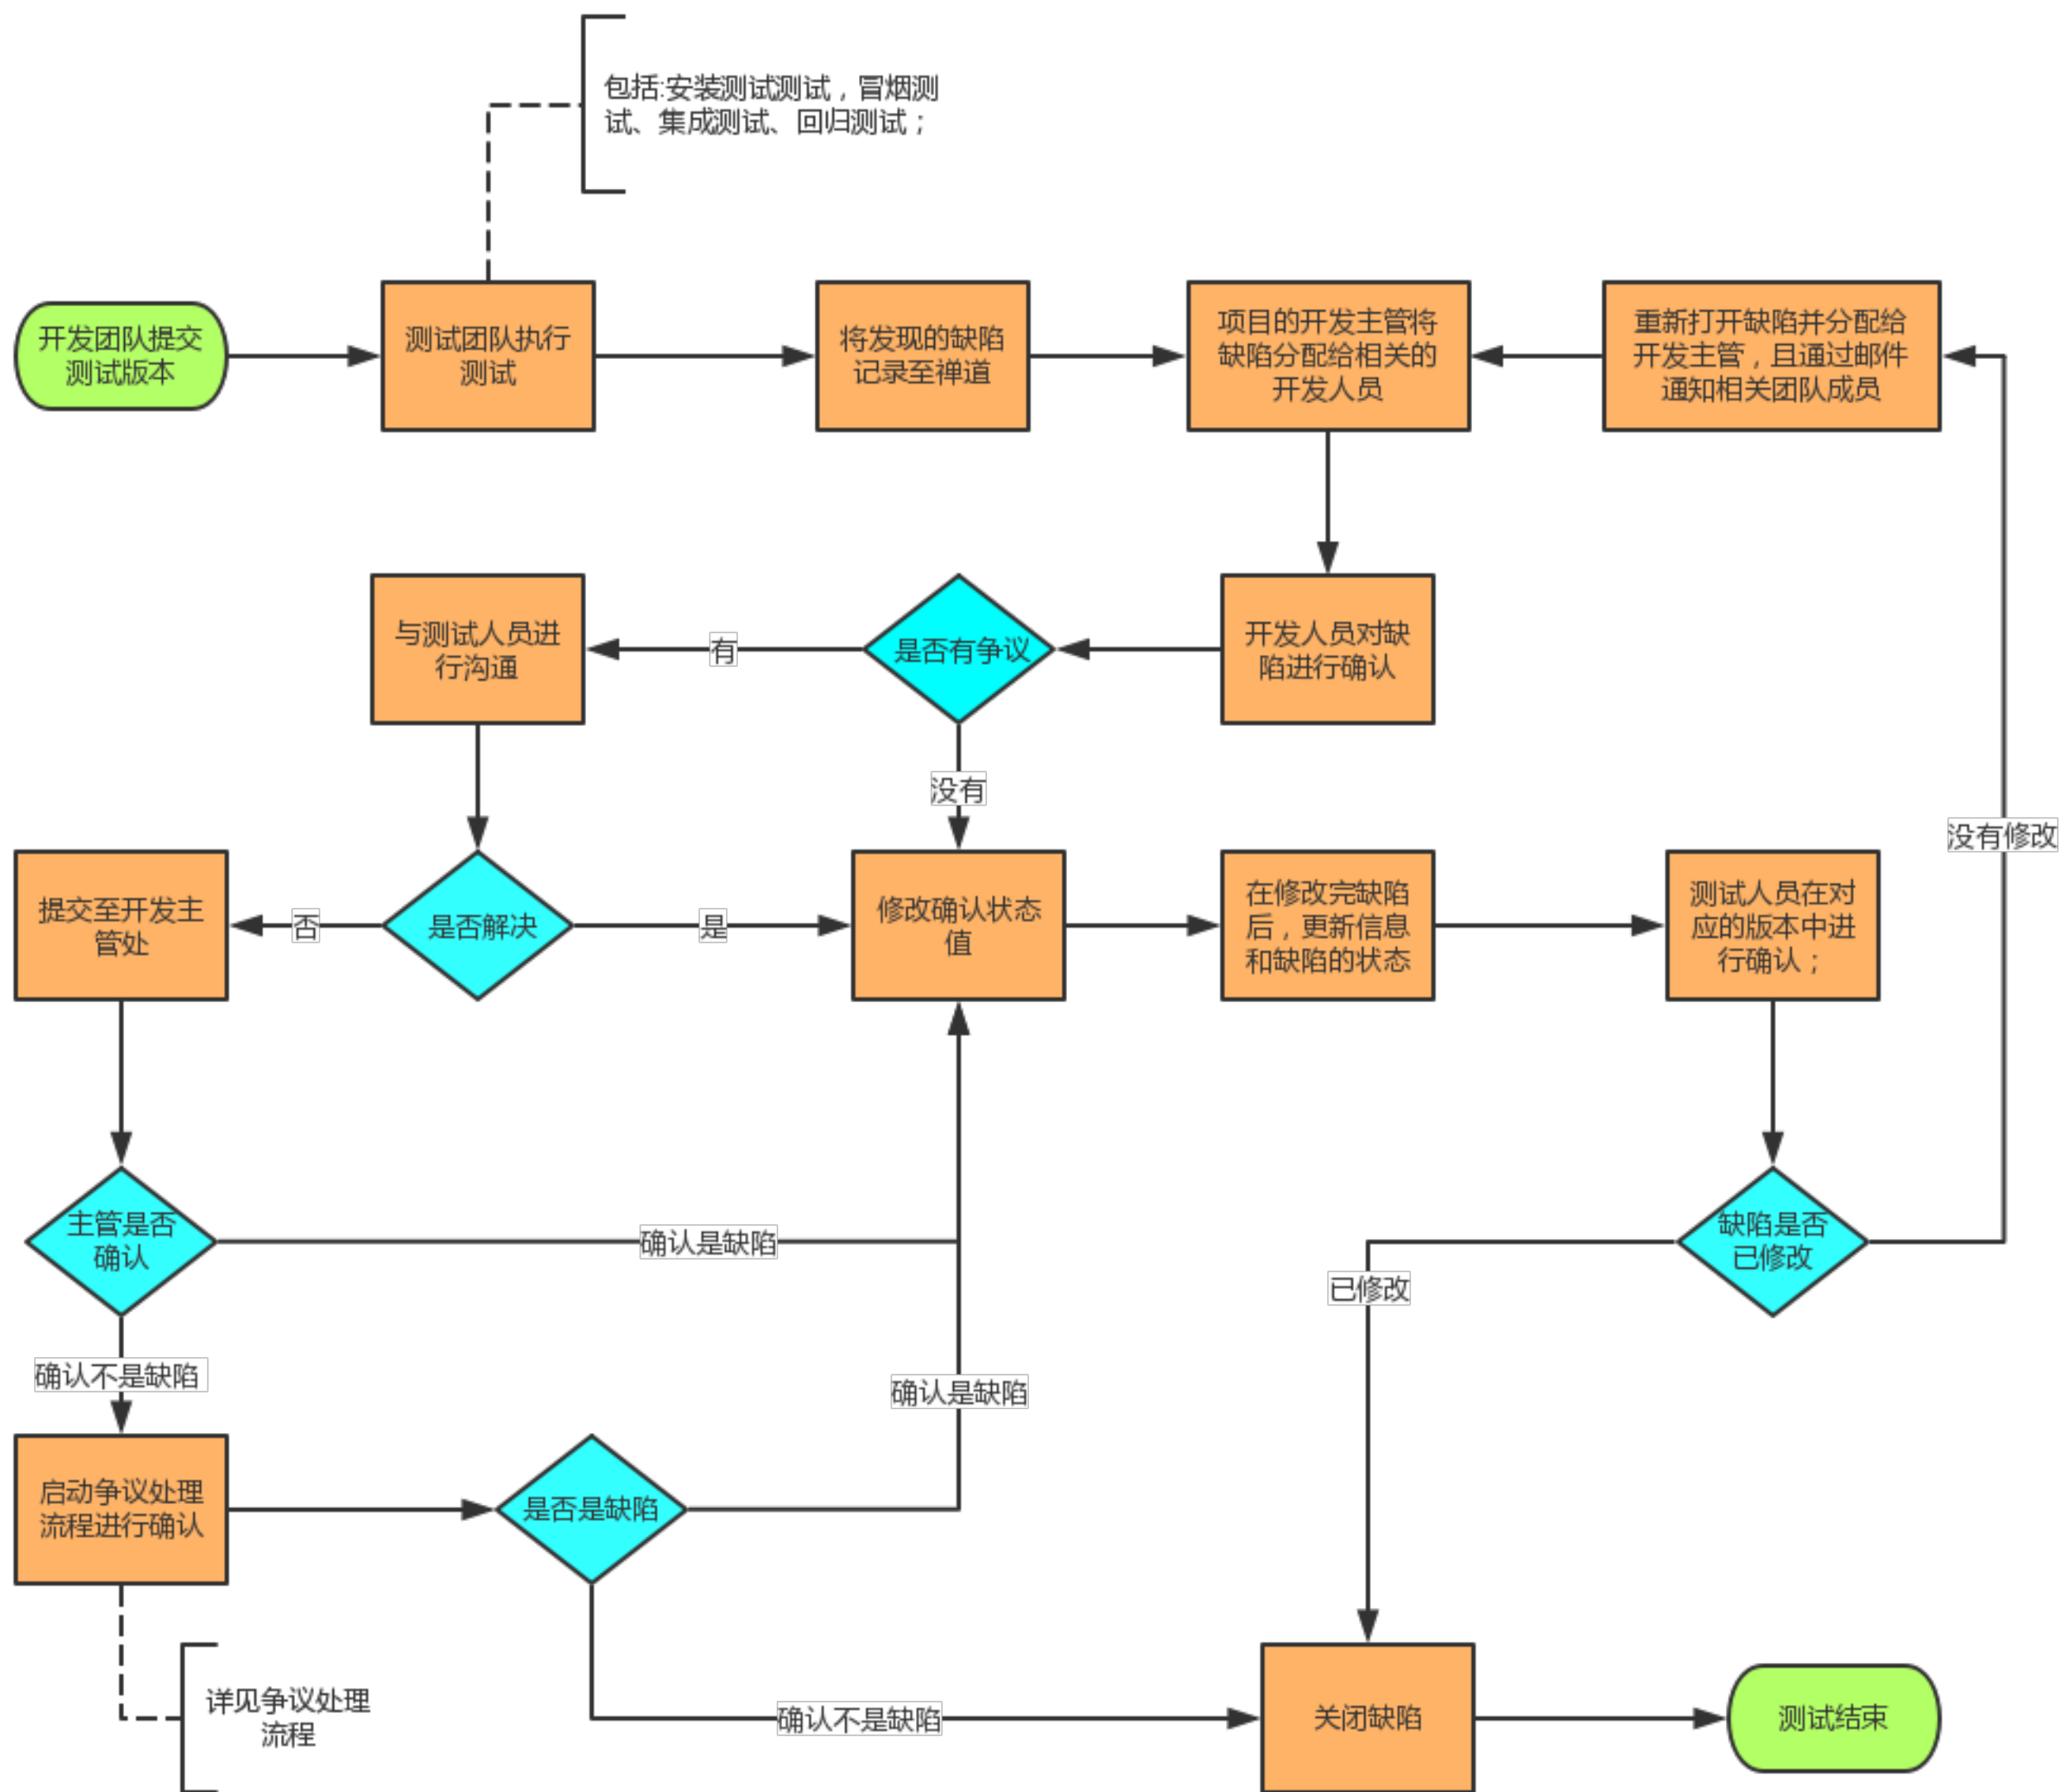 包括:安装测试测试，冒烟测
试、集成测试、回归测试；
开发团队提交
测试版本
测试团队执行
测试
将发现的缺陷
记录至禅道
项目的开发主管将
缺陷分配给相关的
开发人员
重新打开缺陷并分配给
开发主管，且通过邮件
通知相关团队成员
与测试人员进
行沟通
有
是否有争议
开发人员对缺
陷进行确认
没有
没有修改
提交至开发主
管处
否
是否解决
是
修改确认状态
值
在修改完缺陷
后，更新信息
和缺陷的状态
测试人员在对
应的版本中进
行确认；
主管是否
确认
确认是缺陷
缺陷是否
已修改
已修改
确认不是缺陷
确认是缺陷
启动争议处理
流程进行确认
是否是缺陷
详见争议处理
流程
确认不是缺陷
关闭缺陷
测试结束